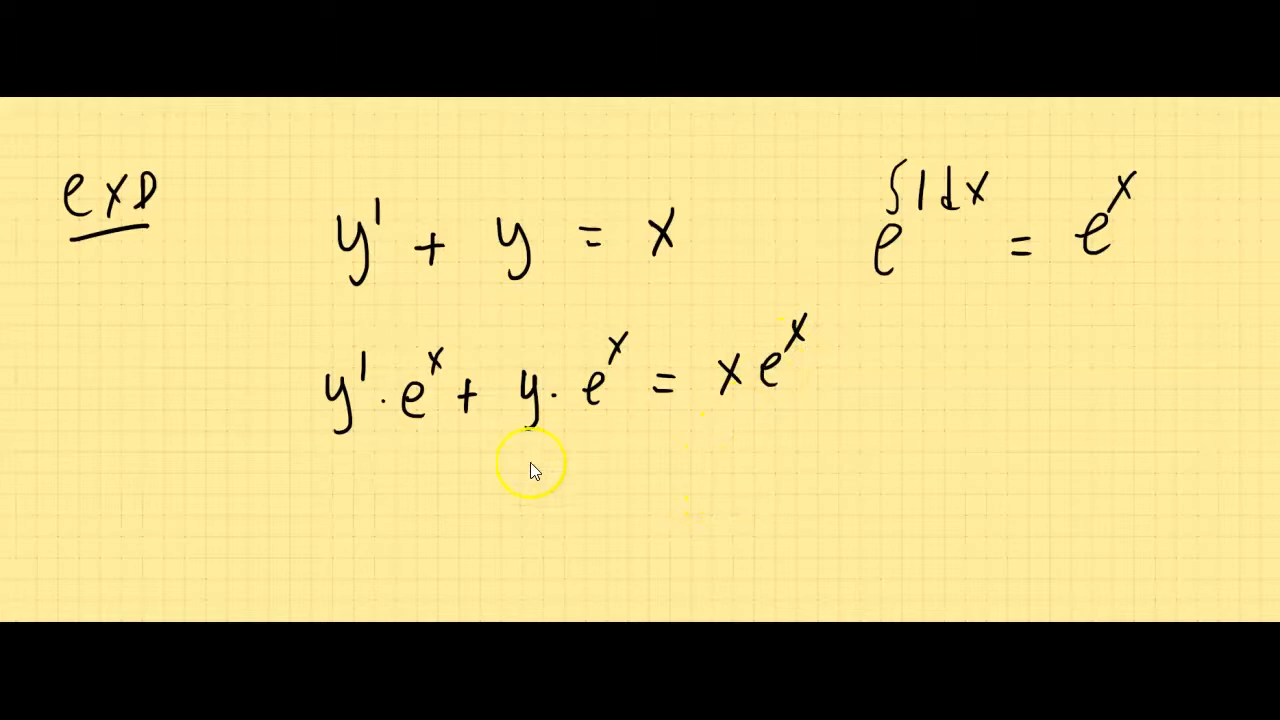 exp
y' + y = x
e^{∫1dx} = e^x
y'·e^x + y·e^x = xe^x